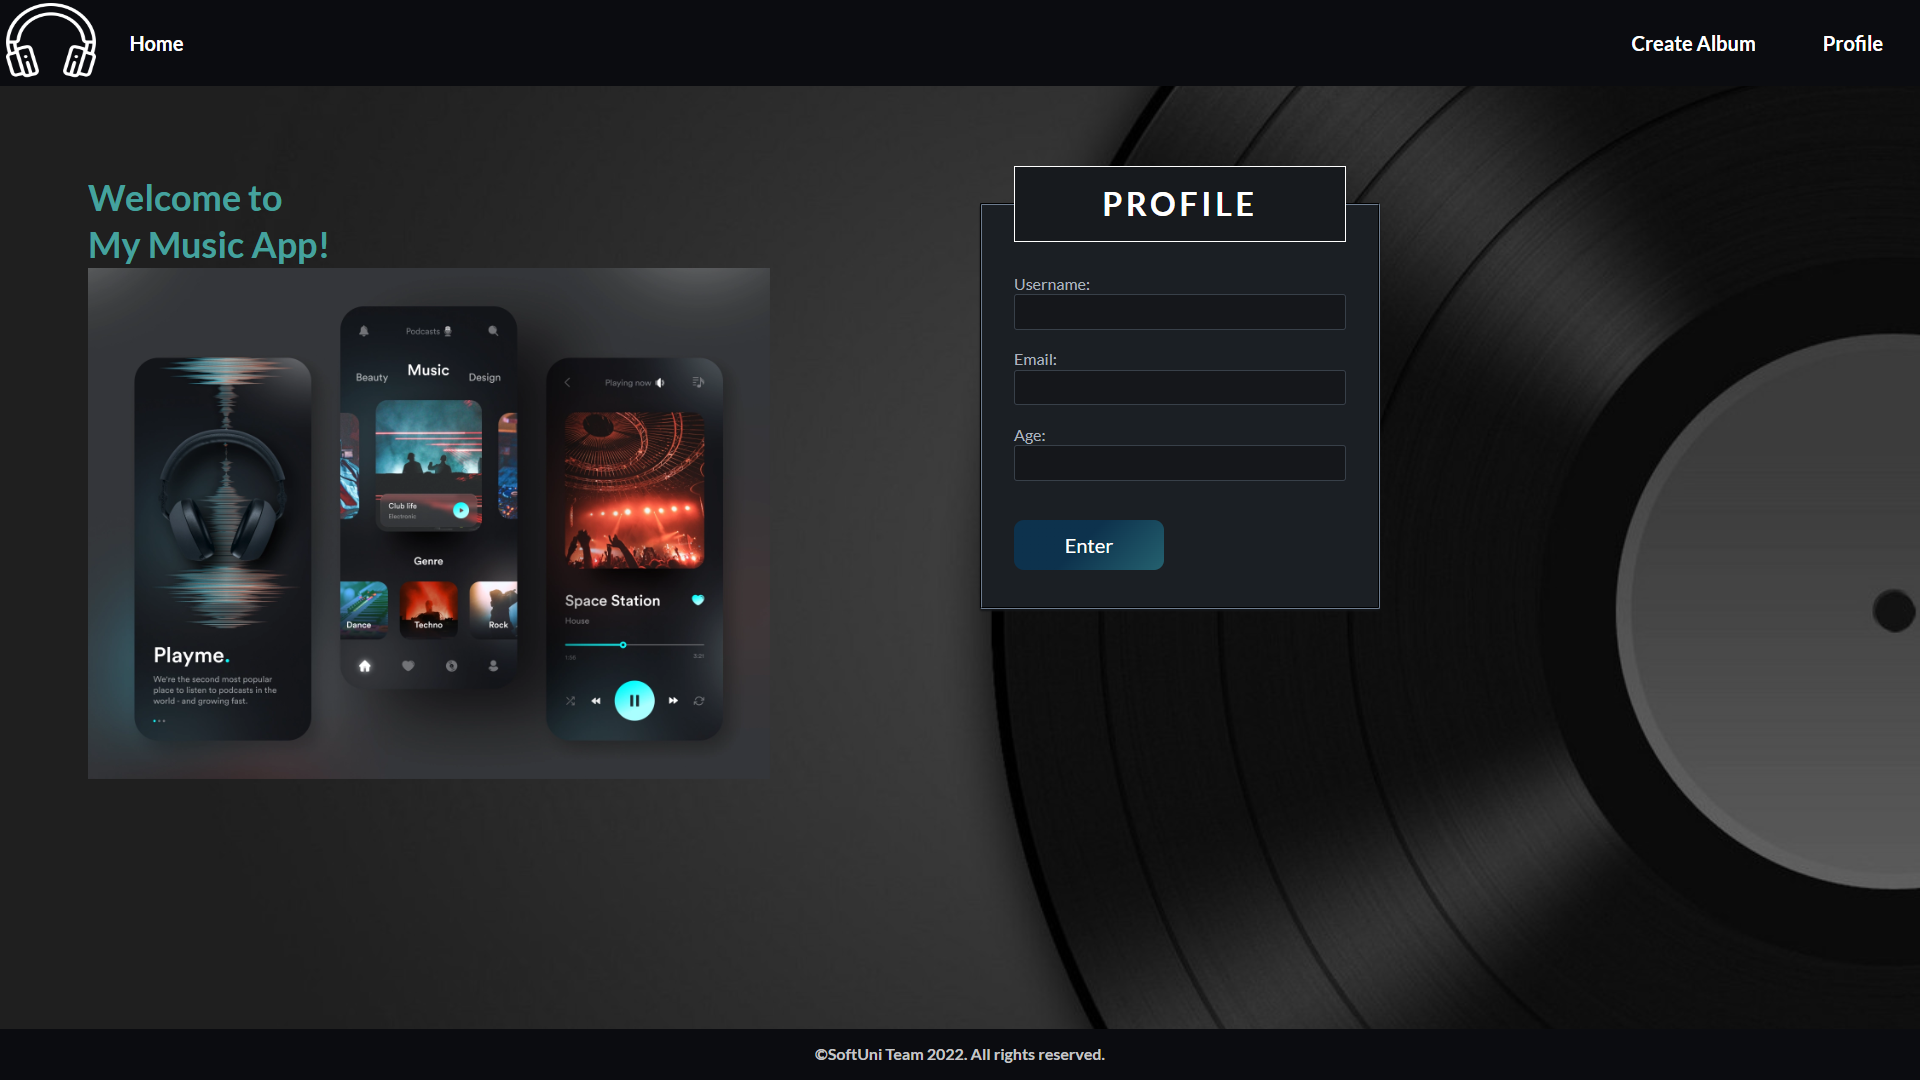 Home
Create Album
Profile
Welcome to
My Music App!
Podcasts
Beauty
Music
Design
Club life
Electronic
Genre
Dance
Techno
Rock
Playme.
We're the second most popular
place to listen to podcasts in the
world - and growing fast.
Playing now
Space Station
House
3:21
PROFILE
Username:
Email:
Age:
Enter
©SoftUni Team 2022. All rights reserved.